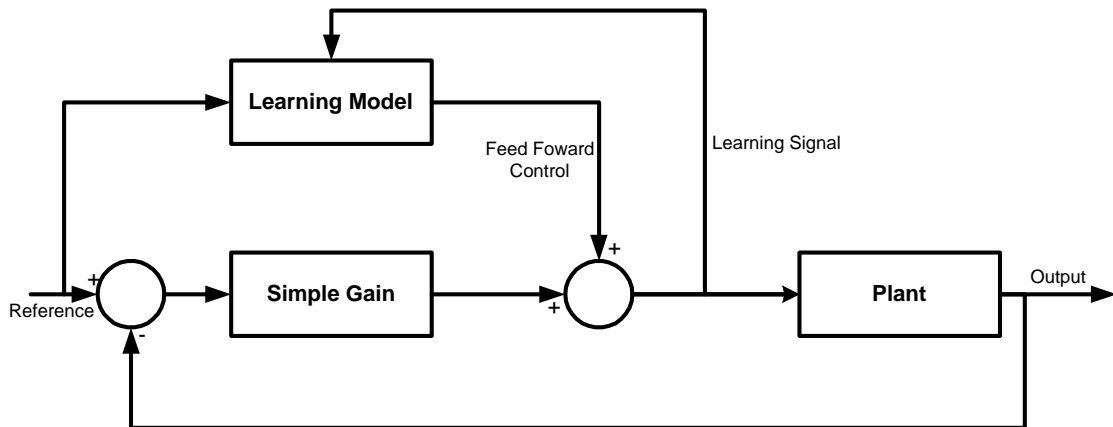 Learning Model
Feed Foward
Control
Learning Signal
+
+
Reference
-
Simple Gain
+
Plant
Output